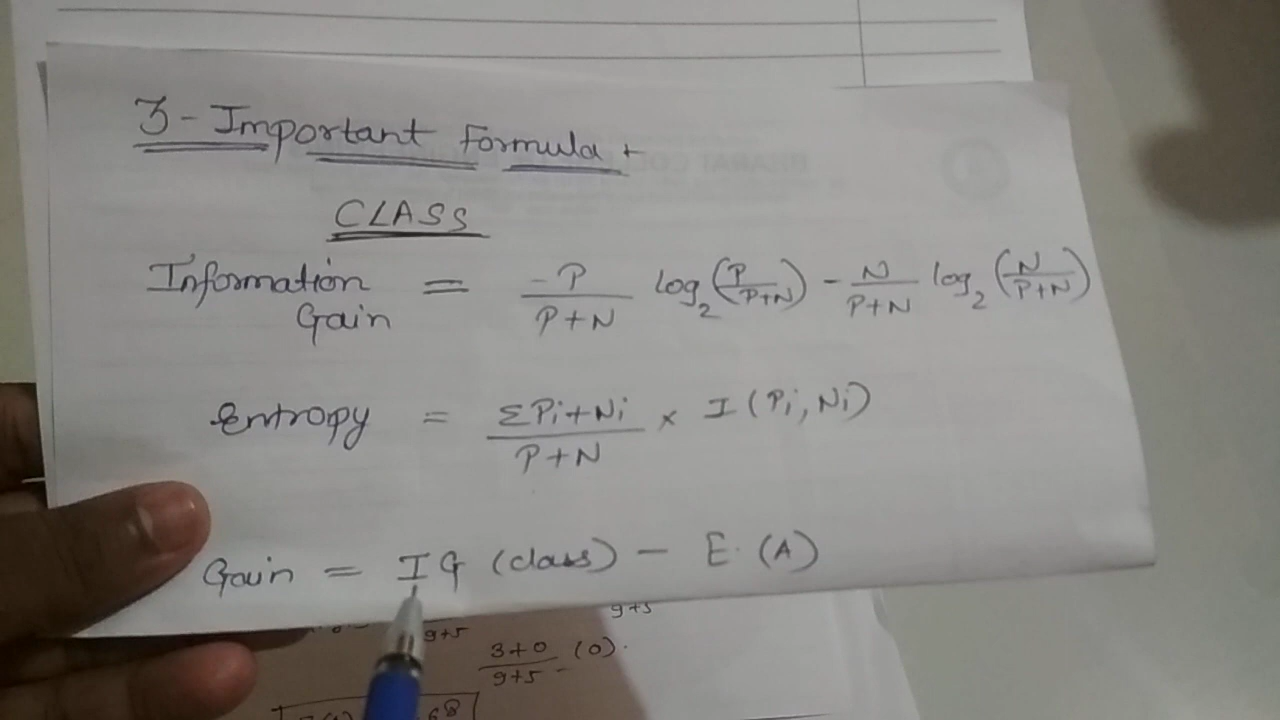 3-Important Formula +
CLASS
Information Gain = -P/P+N log₂(P/P+N) - N/P+N log₂(N/P+N)
Entropy = ΣPi+Ni/P+N × I(Pi, Ni)
Gain = IG (class) - E.(A)
9+5 9+5
3+0/9+5 (0).
68